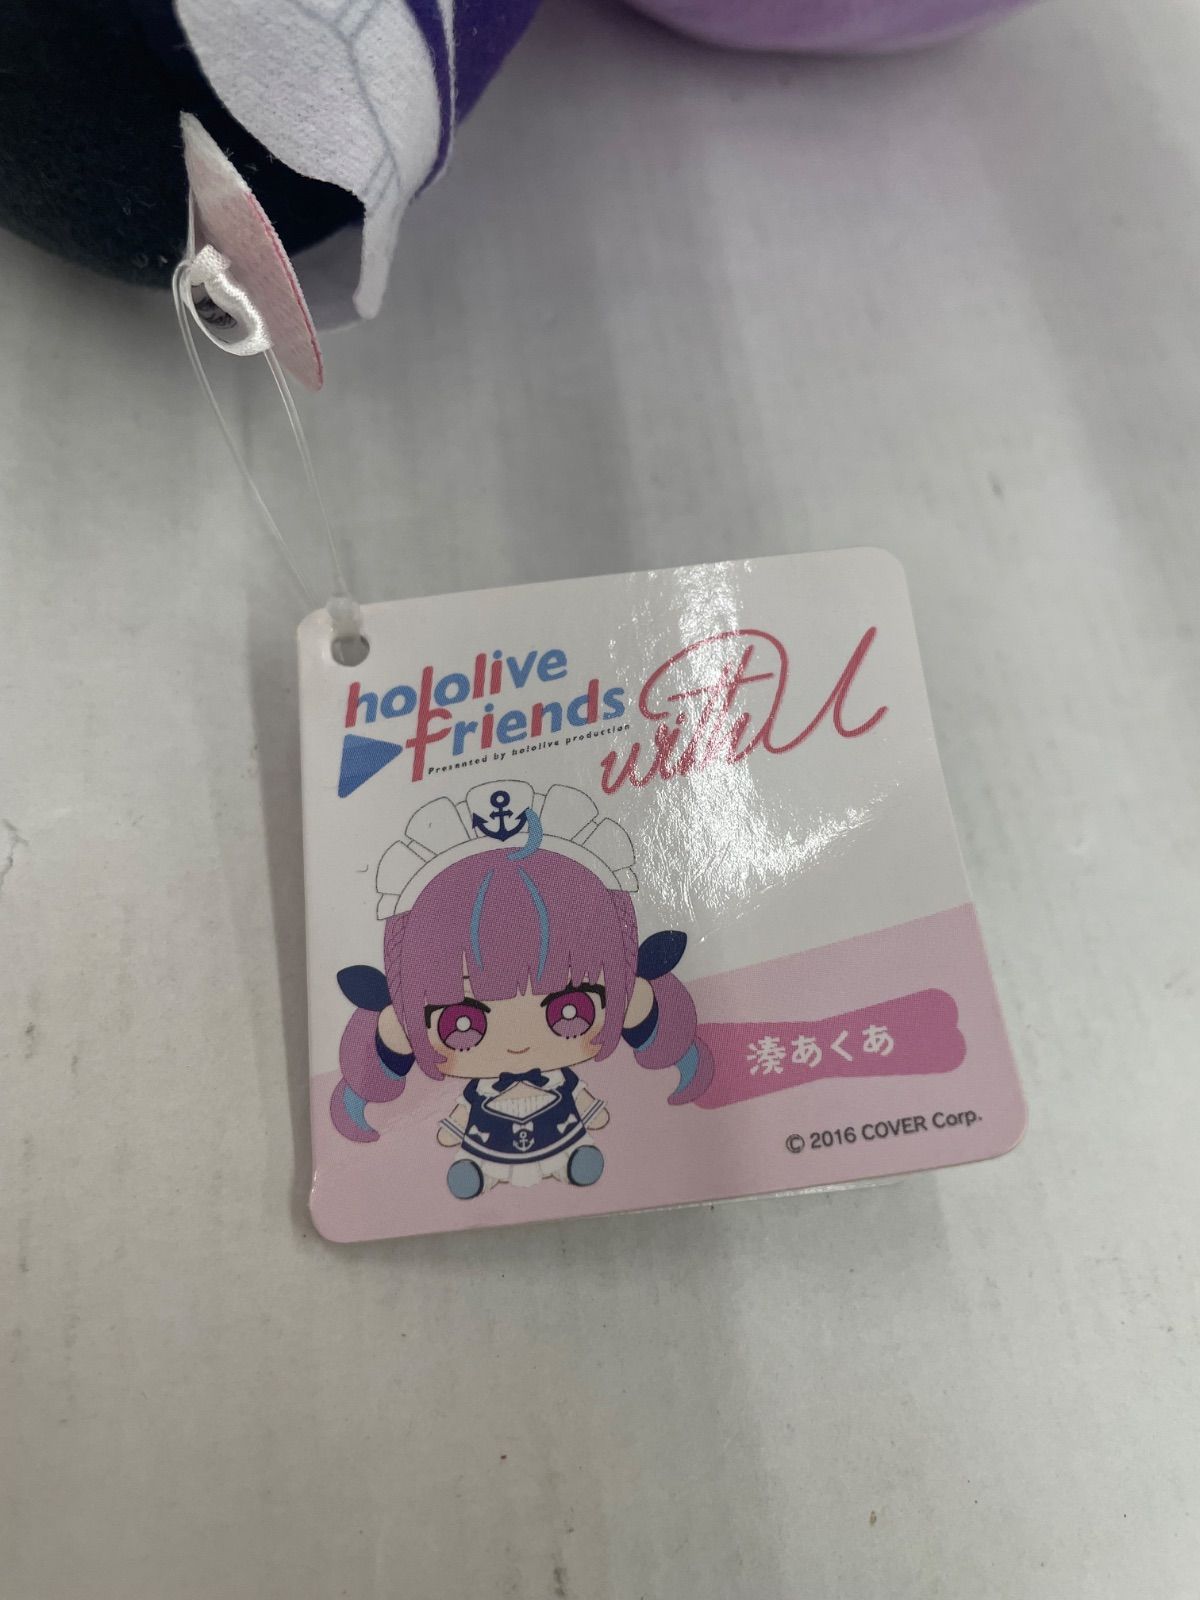 hololive
friends
with U
Presented by hololive production
湊あくあ
© 2016 COVER Corp.